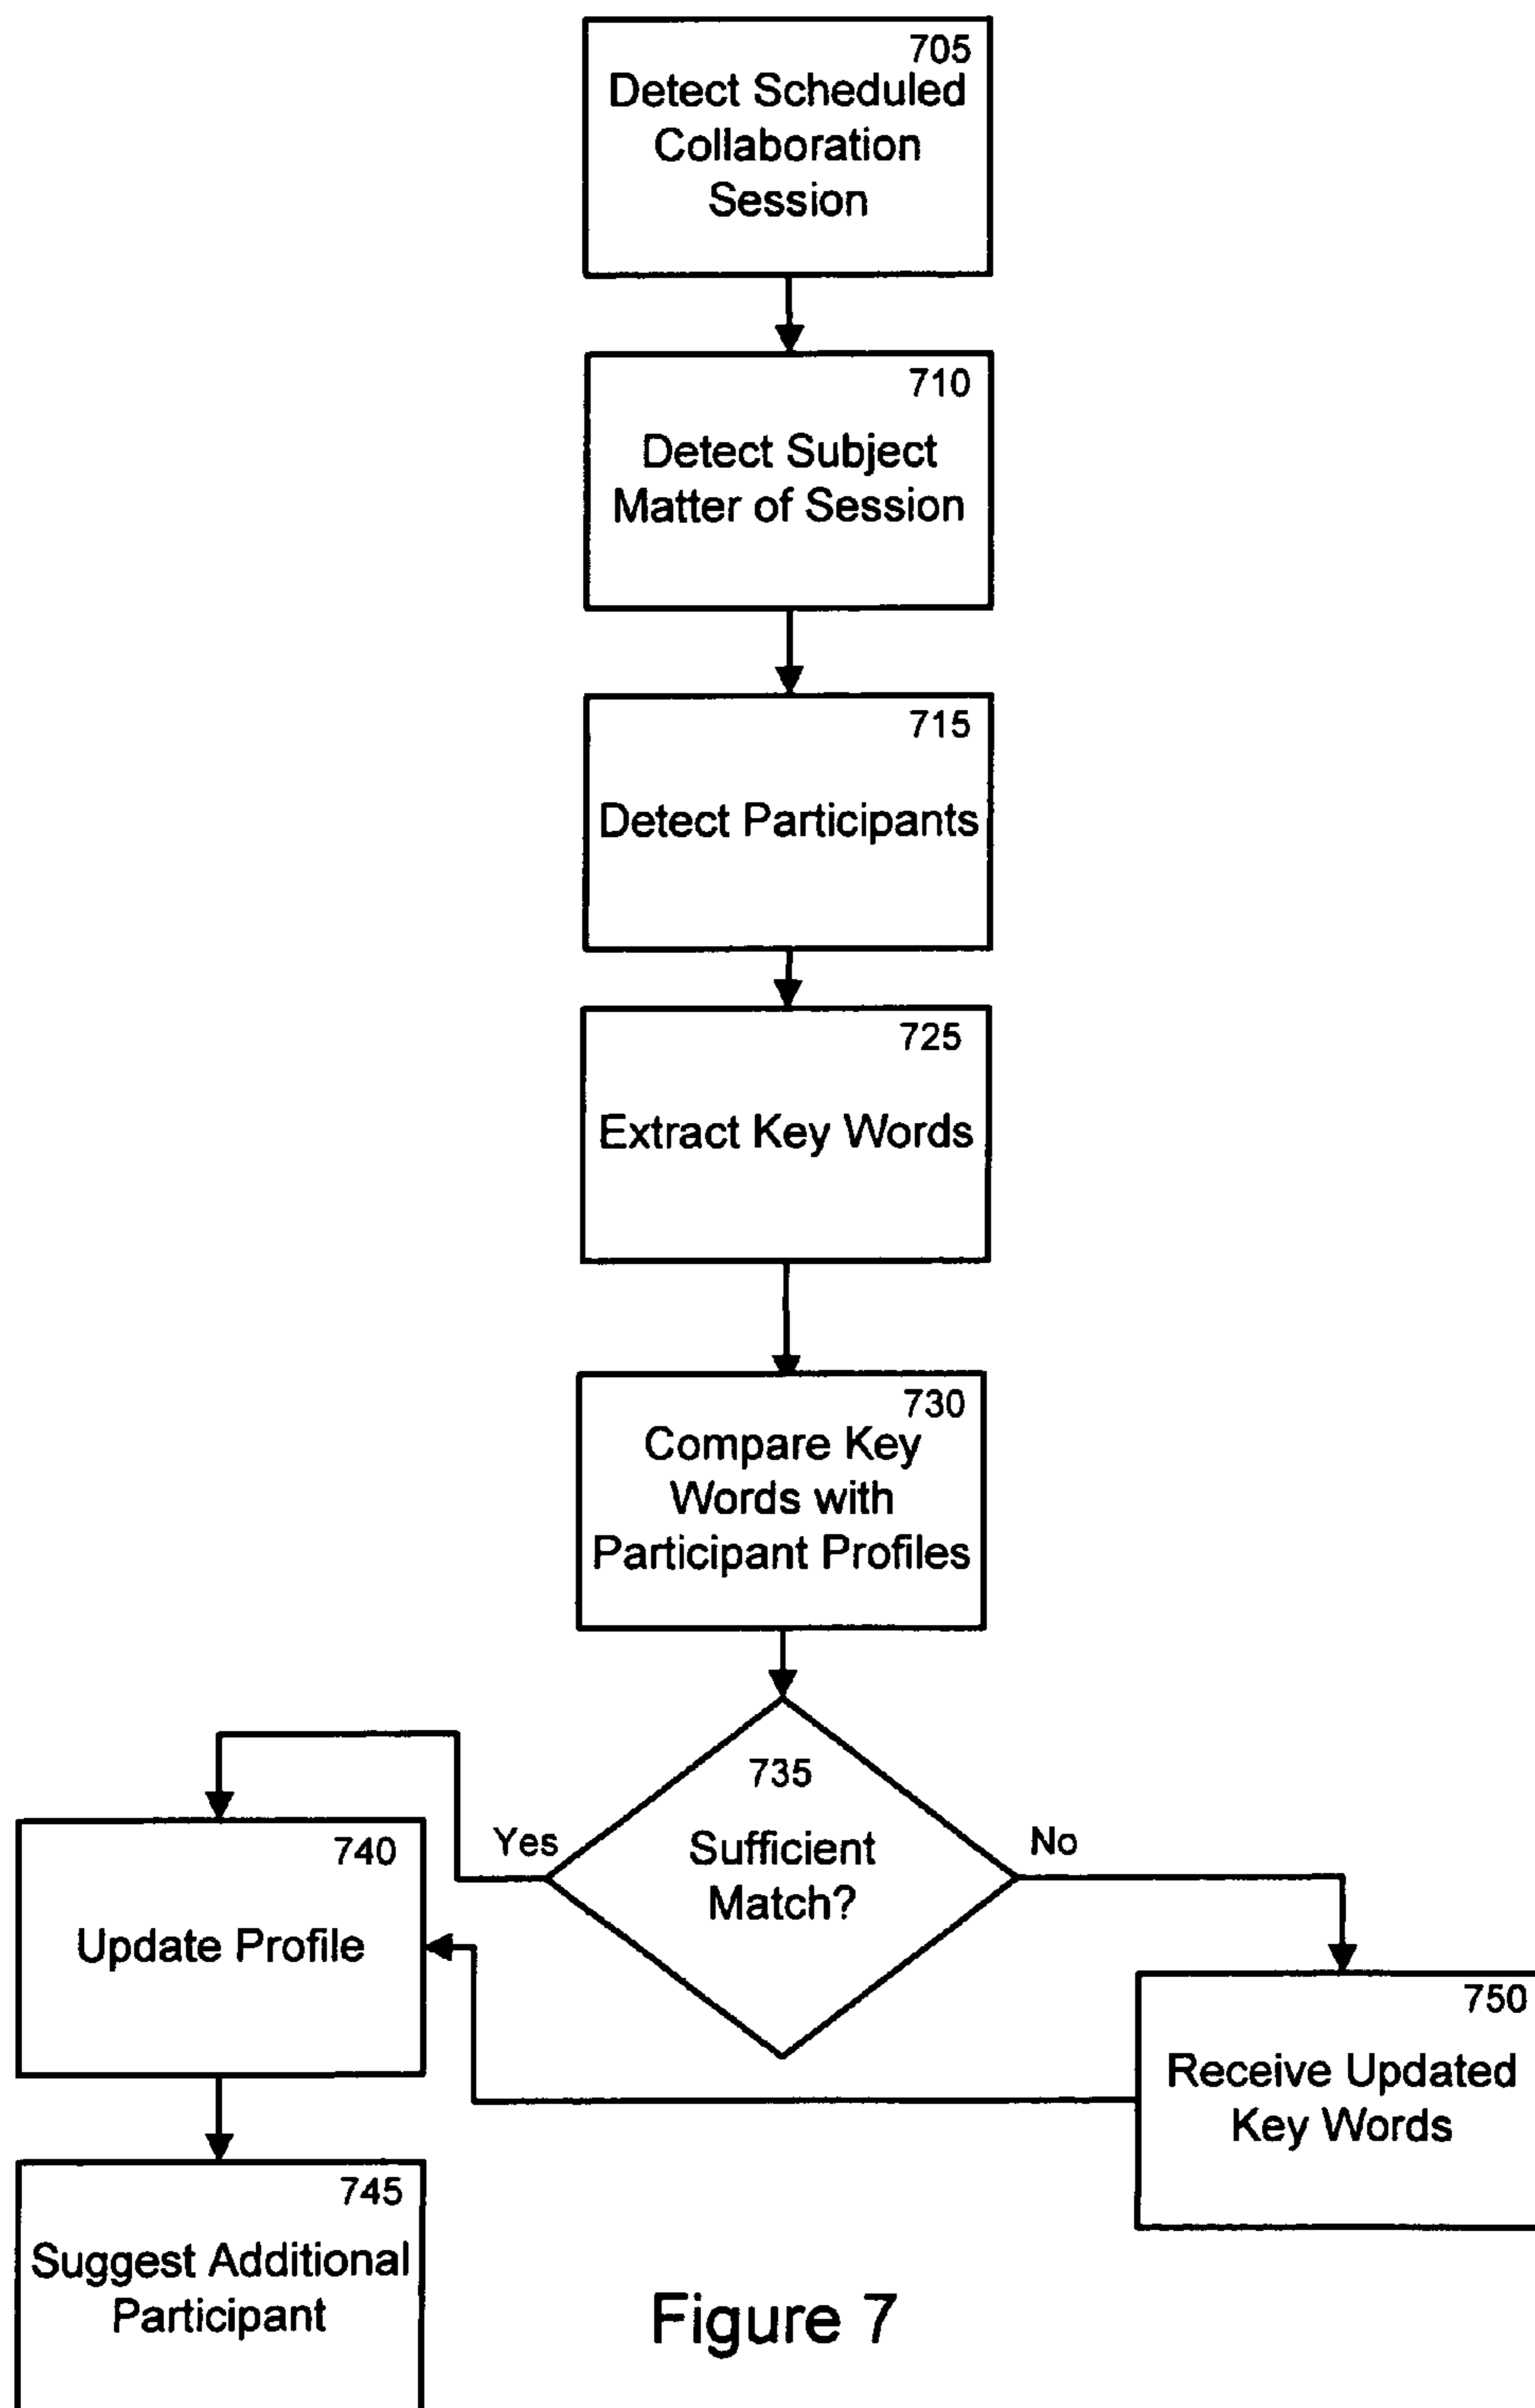 705
Detect Scheduled
Collaboration
Session
710
Detect Subject
Matter of Session
715
Detect Participants
725
Extract Key Words
730
Compare Key
Words with
Participant Profiles
735
Sufficient
Match?
Yes
No
740
Update Profile
750
Receive Updated
Key Words
745
Suggest Additional
Participant
Figure 7